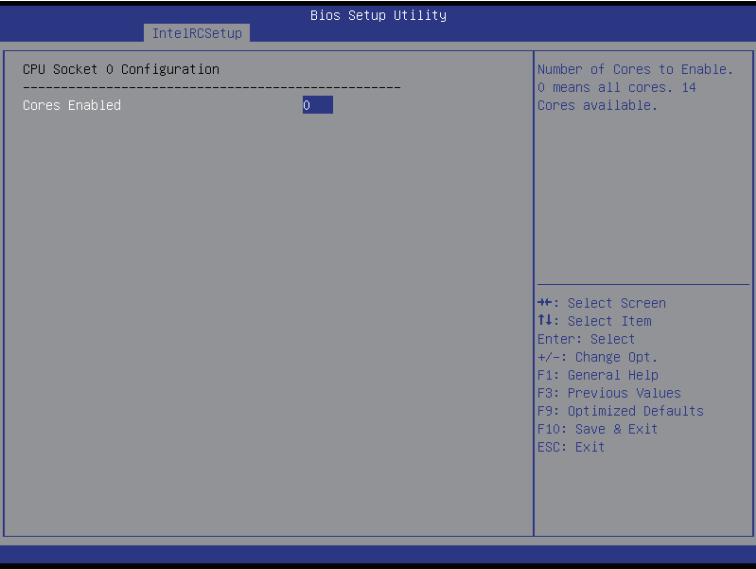 Bios Setup Utility
IntelRCSetup
CPU Socket 0 Configuration
--------------------------------------------------
Cores Enabled 0
Number of Cores to Enable.
0 means all cores. 14
Cores available.
→←: Select Screen
↑↓: Select Item
Enter: Select
+/-: Change Opt.
F1: General Help
F3: Previous Values
F9: Optimized Defaults
F10: Save & Exit
ESC: Exit